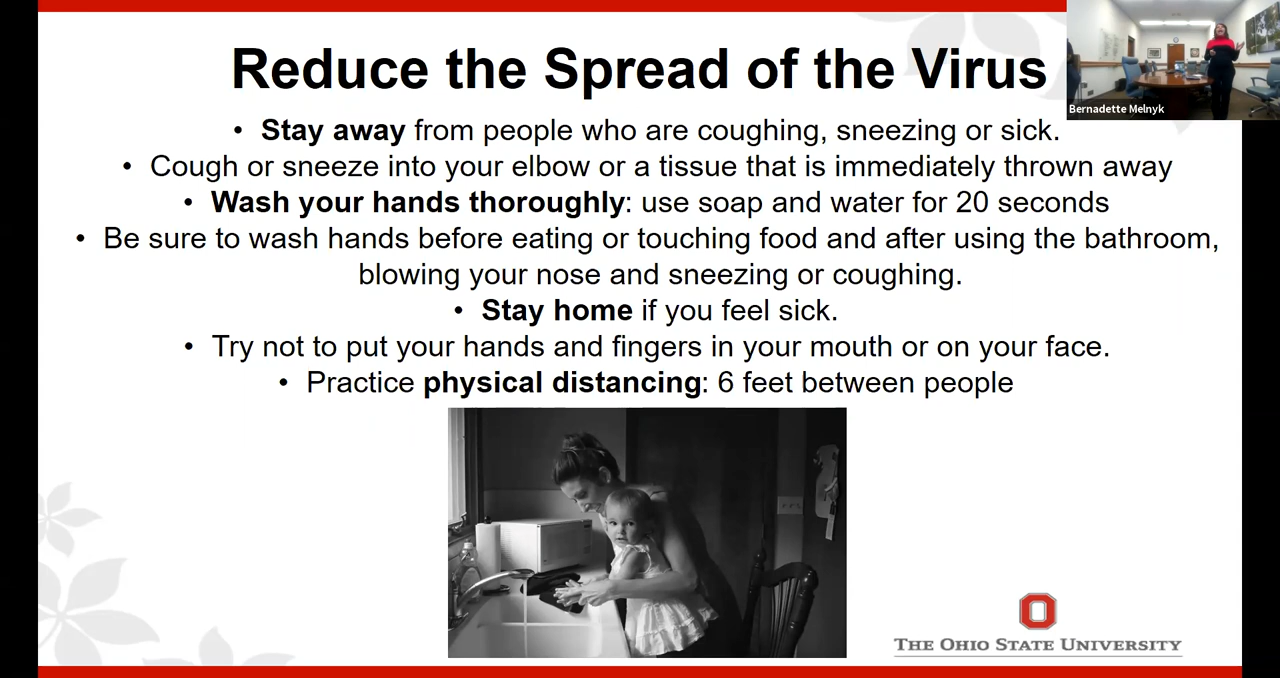 Reduce the Spread of the Virus
Bernadette Melnyk
• Stay away from people who are coughing, sneezing or sick.
• Cough or sneeze into your elbow or a tissue that is immediately thrown away
• Wash your hands thoroughly: use soap and water for 20 seconds
• Be sure to wash hands before eating or touching food and after using the bathroom,
blowing your nose and sneezing or coughing.
• Stay home if you feel sick.
• Try not to put your hands and fingers in your mouth or on your face.
• Practice physical distancing: 6 feet between people
THE OHIO STATE UNIVERSITY